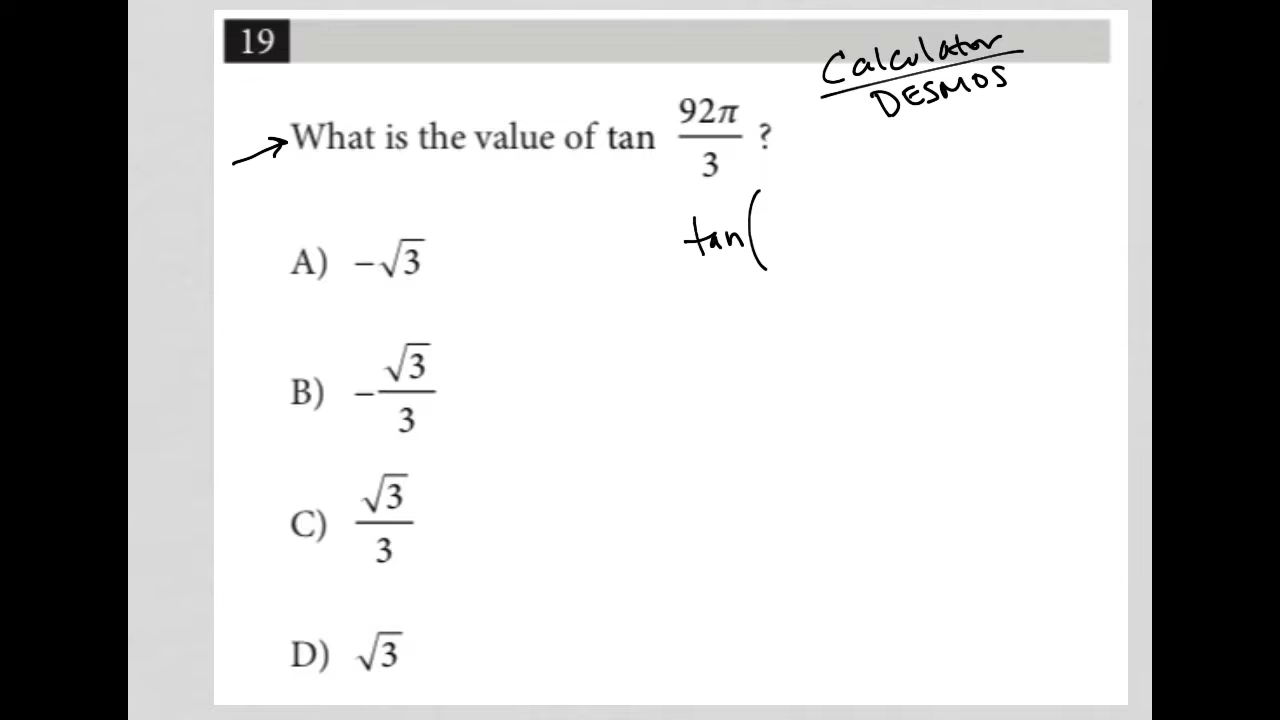 19
Calculator
DESMOS
What is the value of tan 92π/3 ?
tan(
A) −√3
B) −√3/3
C) √3/3
D) √3